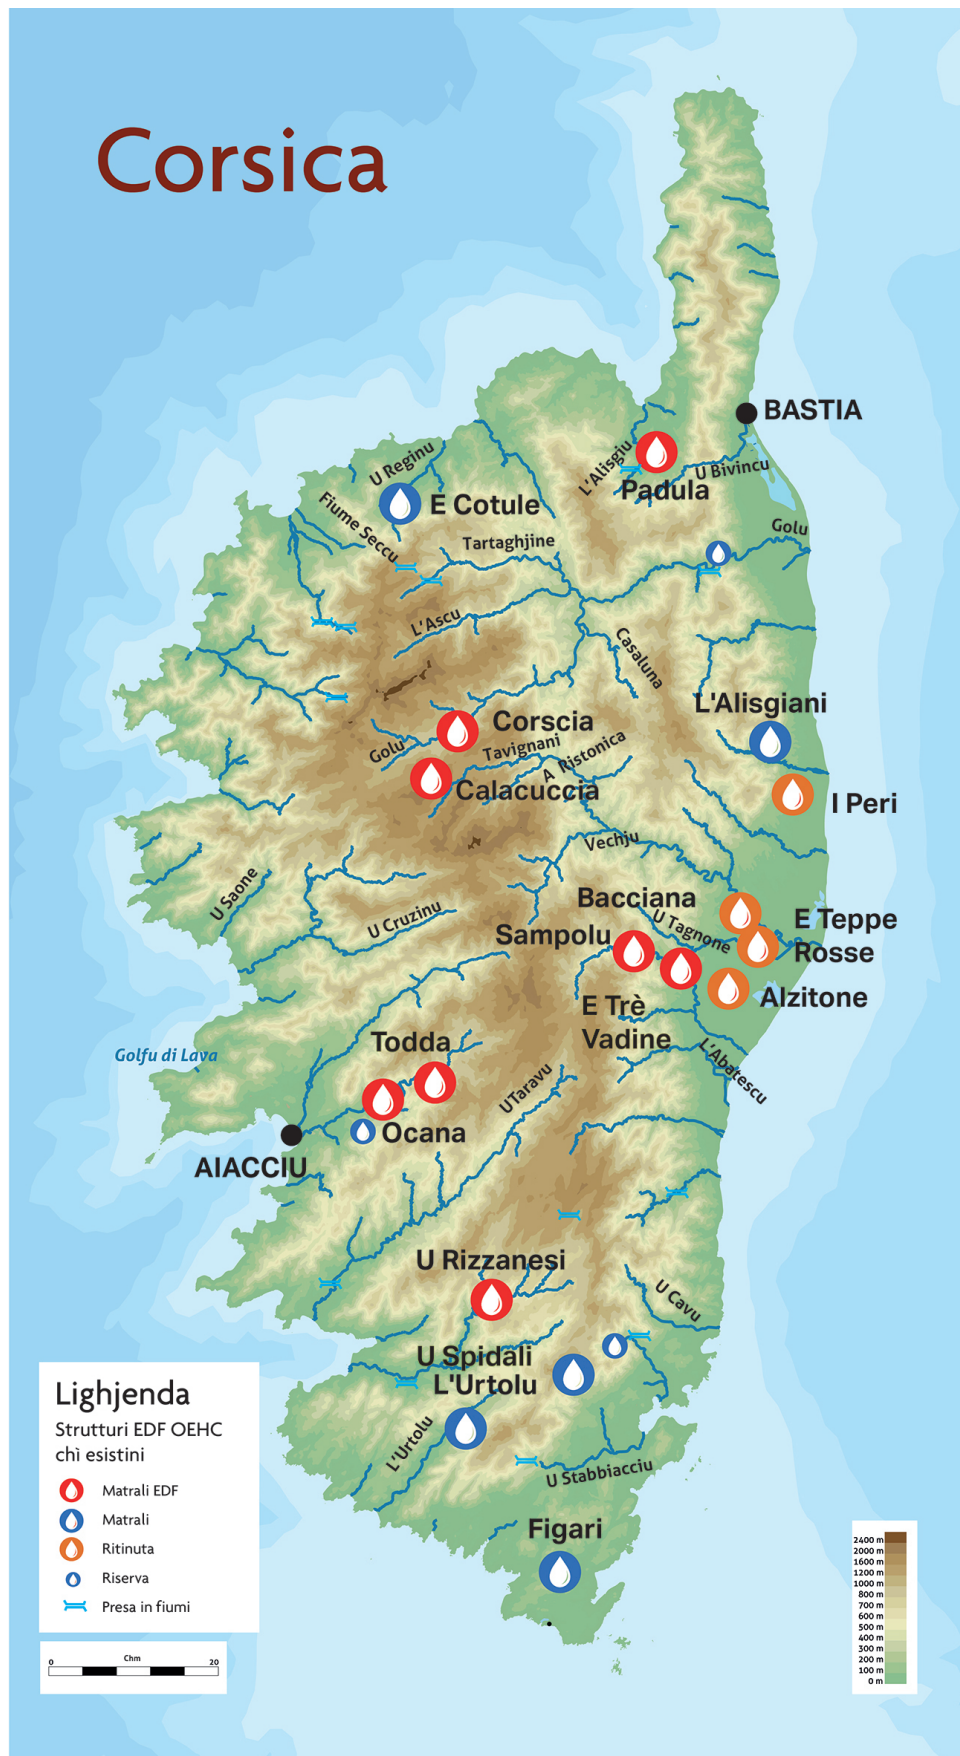 Corsica
BASTIA
L'Alisgiu
U Bivincu
Padula
U Reginu
E Cotule
Fiume Seccu
Tartaghjine
Golu
L'Ascu
Casaluna
L'Alisgiani
Corscia
Golu
Tavignani
A Ristonica
Calacuccia
I Peri
Vechju
U Saone
U Cruzinu
Bacciana
U Tagnone
E Teppe
Rosse
Sampolu
Alzitone
E Trè
Vadine
L'Abatescu
Golfu di Lava
Todda
UTaravu
Ocana
AIACCIU
U Rizzanesi
U Cavu
U Spidali
L'Urtolu
L'Urtolu
U Stabbiacciu
Figari
Lighjenda
Strutturi EDF OEHC
chì esistini
Matrali EDF
Matrali
Ritinuta
Riserva
Presa in fiumi
0 Chm 20
2400 m
2000 m
1600 m
1200 m
1000 m
800 m
700 m
600 m
500 m
400 m
300 m
200 m
100 m
0 m